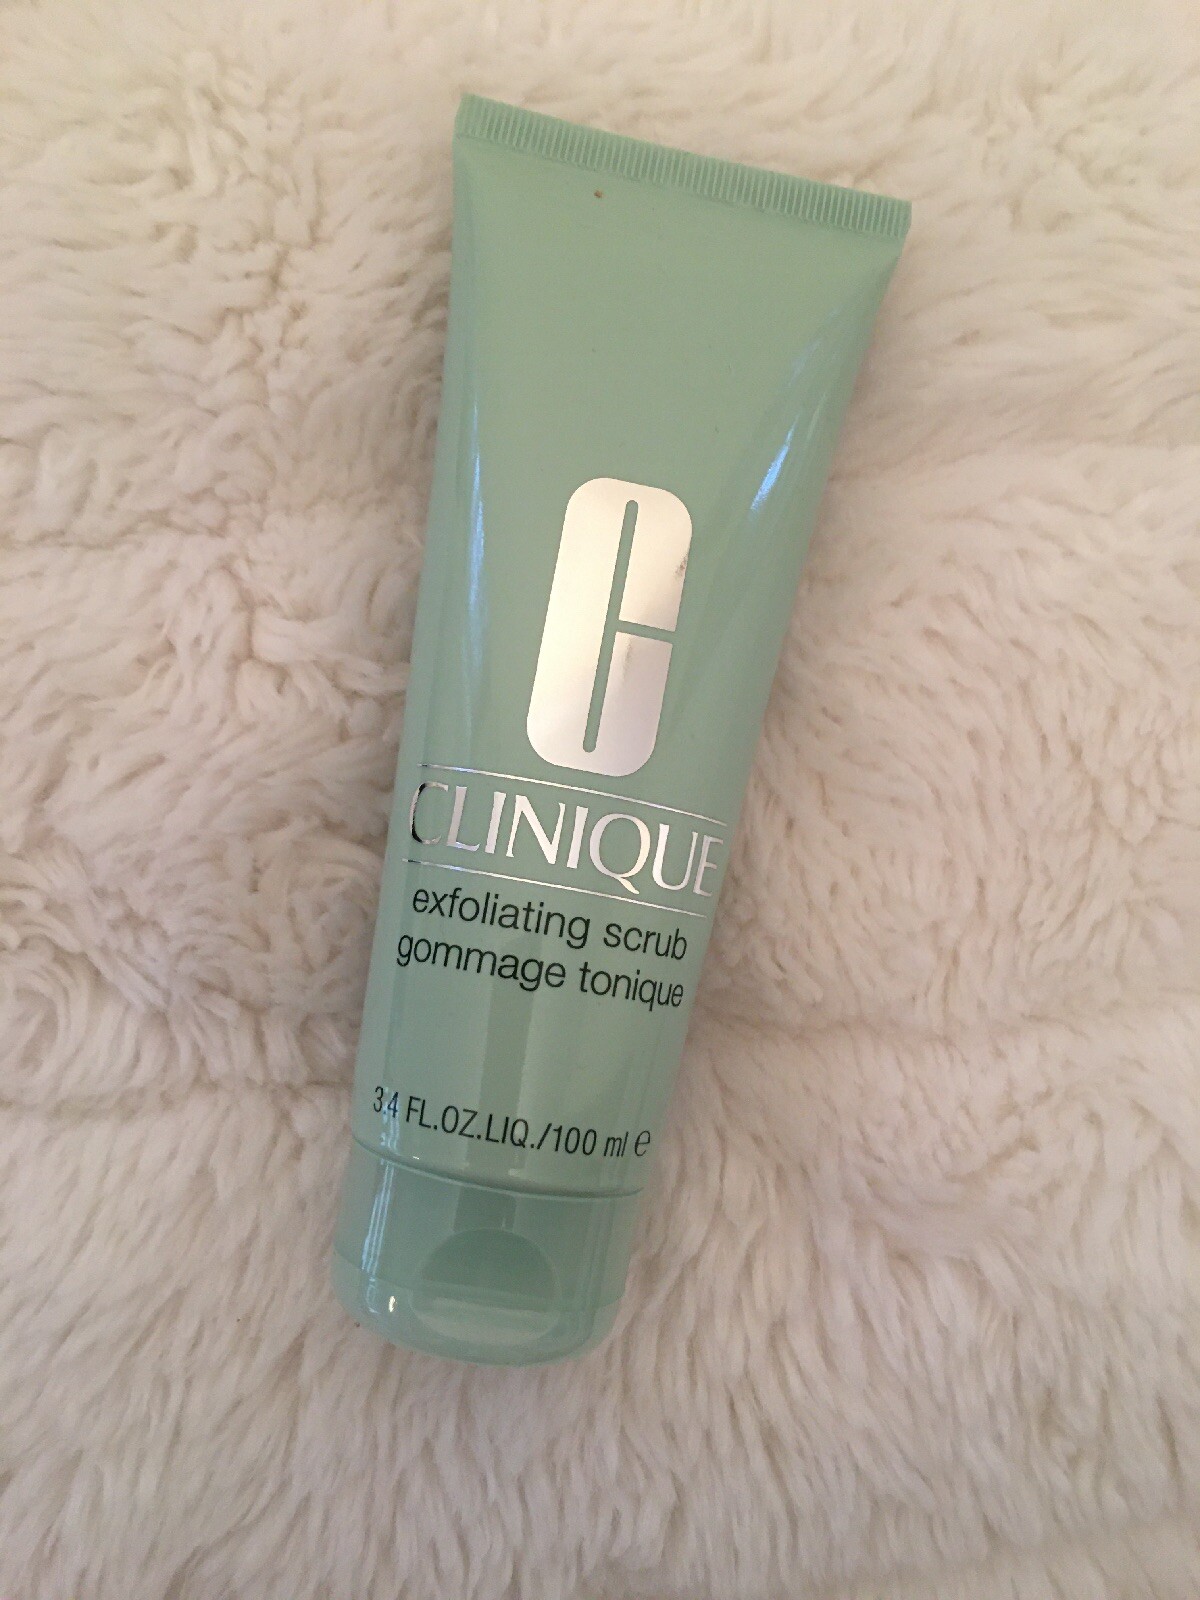 C
CLINIQUE
exfoliating scrub
gommage tonique
3.4 FL.OZ.LIQ./100 ml e